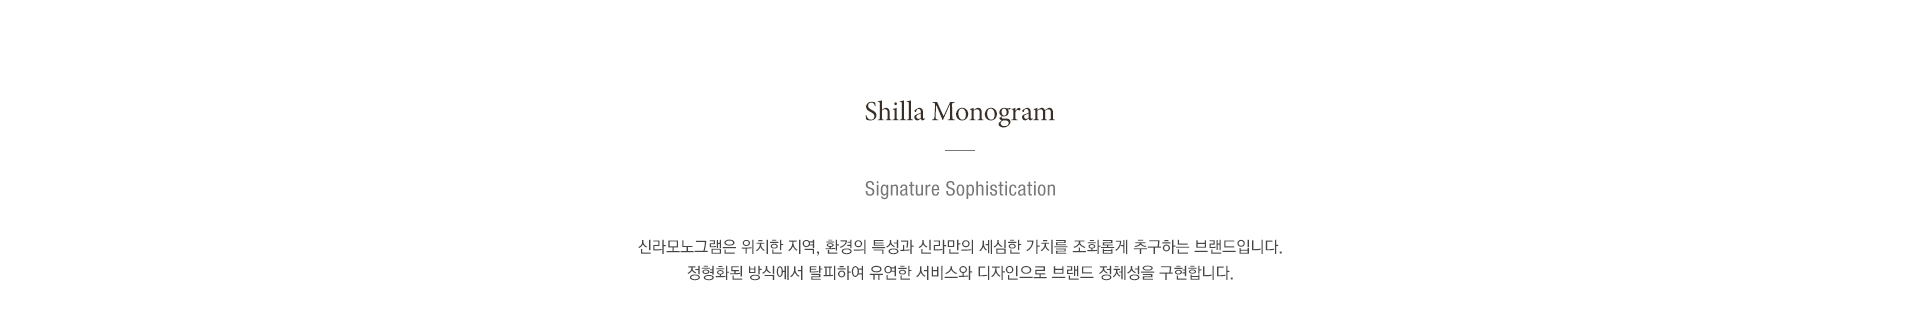 Shilla Monogram
Signature Sophistication
신라모노그램은 위치한 지역, 환경의 특성과 신라만의 세심한 가치를 조화롭게 추구하는 브랜드입니다.
정형화된 방식에서 탈피하여 유연한 서비스와 디자인으로 브랜드 정체성을 구현합니다.